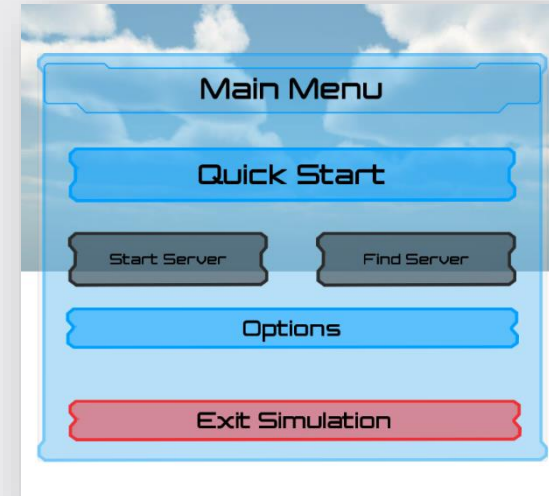 Main Menu
Quick Start
Start Server Find Server
Options
Exit Simulation